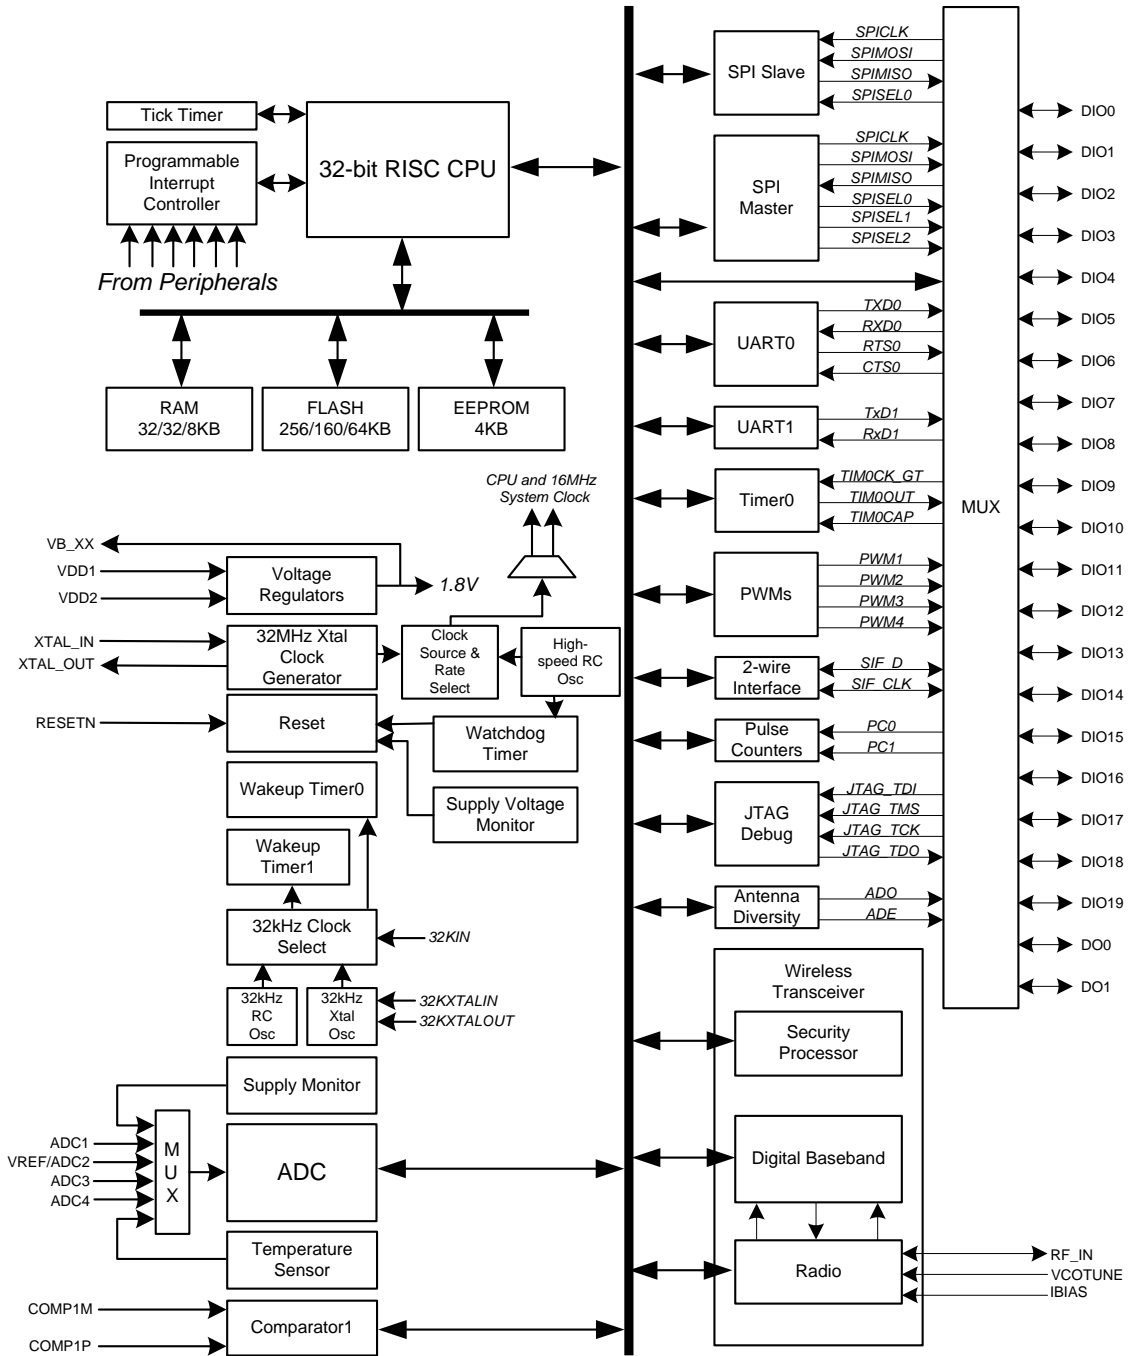 Tick Timer
Programmable
Interrupt
Controller
From Peripherals
32-bit RISC CPU
RAM
32/32/8KB
FLASH
256/160/64KB
EEPROM
4KB
CPU and 16MHz
System Clock
VB_XX
VDD1
VDD2
Voltage
Regulators
1.8V
XTAL_IN
XTAL_OUT
32MHz Xtal
Clock
Generator
Clock
Source &
Rate
Select
High-
speed RC
Osc
RESETN
Reset
Watchdog
Timer
Wakeup Timer0
Supply Voltage
Monitor
Wakeup
Timer1
32kHz Clock
Select
32KIN
32kHz
RC
Osc
32kHz
Xtal
Osc
32KXTALIN
32KXTALOUT
Supply Monitor
ADC1
VREF/ADC2
ADC3
ADC4
M
U
X
ADC
Temperature
Sensor
COMP1M
COMP1P
Comparator1
SPI Slave
SPICLK
SPIMOSI
SPIMISO
SPISEL0
SPI
Master
SPICLK
SPIMOSI
SPIMISO
SPISEL0
SPISEL1
SPISEL2
UART0
TXD0
RXD0
RTS0
CTS0
UART1
TxD1
RxD1
Timer0
TIM0CK_GT
TIM0OUT
TIM0CAP
PWMs
PWM1
PWM2
PWM3
PWM4
2-wire
Interface
SIF_D
SIF_CLK
Pulse
Counters
PC0
PC1
JTAG
Debug
JTAG_TDI
JTAG_TMS
JTAG_TCK
JTAG_TDO
Antenna
Diversity
ADO
ADE
MUX
DIO0
DIO1
DIO2
DIO3
DIO4
DIO5
DIO6
DIO7
DIO8
DIO9
DIO10
DIO11
DIO12
DIO13
DIO14
DIO15
DIO16
DIO17
DIO18
DIO19
DO0
DO1
Wireless
Transceiver
Security
Processor
Digital Baseband
Radio
RF_IN
VCOTUNE
IBIAS